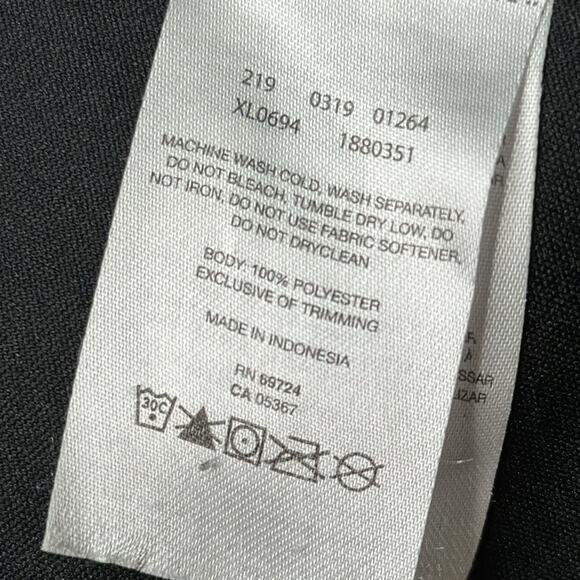 219 0319 01264
XL0694 1880351
MACHINE WASH COLD, WASH SEPARATELY,
DO NOT BLEACH, TUMBLE DRY LOW, DO
NOT IRON, DO NOT USE FABRIC SOFTENER,
DO NOT DRYCLEAN
BODY: 100% POLYESTER
EXCLUSIVE OF TRIMMING
MADE IN INDONESIA
RN 69724
CA 05367
30C
SSAR
IZAR